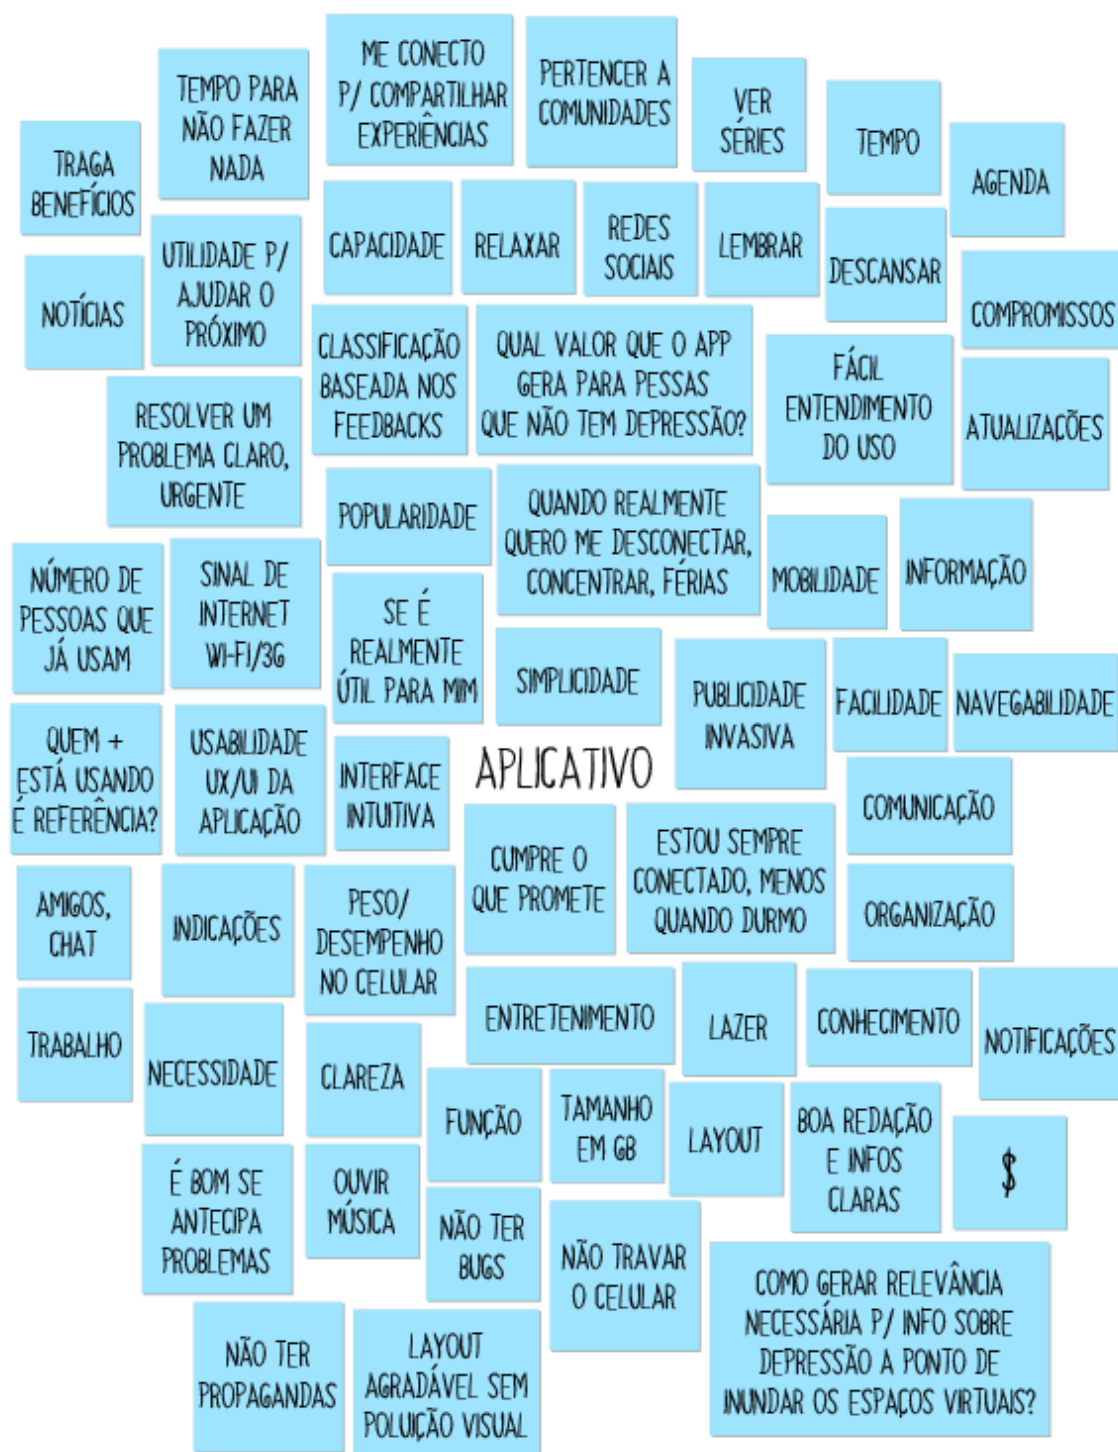 ME CONECTO
P/ COMPARTILHAR
EXPERIÊNCIAS
PERTENCER A
COMUNIDADES
TEMPO PARA
NÃO FAZER
NADA
VER
SÉRIES
TEMPO
TRAGA
BENEFÍCIOS
AGENDA
CAPACIDADE
RELAXAR
REDES
SOCIAIS
LEMBRAR
DESCANSAR
UTILIDADE P/
AJUDAR O
PRÓXIMO
NOTÍCIAS
COMPROMISSOS
CLASSIFICAÇÃO
BASEADA NOS
FEEDBACKS
QUAL VALOR QUE O APP
GERA PARA PESSAS
QUE NÃO TEM DEPRESSÃO?
FÁCIL
ENTENDIMENTO
DO USO
ATUALIZAÇÕES
RESOLVER UM
PROBLEMA CLARO,
URGENTE
POPULARIDADE
QUANDO REALMENTE
QUERO ME DESCONECTAR,
CONCENTRAR, FÉRIAS
MOBILIDADE
INFORMAÇÃO
NÚMERO DE
PESSOAS QUE
JÁ USAM
SINAL DE
INTERNET
WI-FI/3G
SE É
REALMENTE
ÚTIL PARA MIM
SIMPLICIDADE
PUBLICIDADE
INVASIVA
FACILIDADE
NAVEGABILIDADE
QUEM +
ESTÁ USANDO
É REFERÊNCIA?
USABILIDADE
UX/UI DA
APLICAÇÃO
INTERFACE
INTUITIVA
APLICATIVO
COMUNICAÇÃO
CUMPRE O
QUE PROMETE
ESTOU SEMPRE
CONECTADO, MENOS
QUANDO DURMO
ORGANIZAÇÃO
AMIGOS,
CHAT
INDICAÇÕES
PESO/
DESEMPENHO
NO CELULAR
ENTRETENIMENTO
LAZER
CONHECIMENTO
NOTIFICAÇÕES
TRABALHO
NECESSIDADE
CLAREZA
FUNÇÃO
TAMANHO
EM GB
LAYOUT
BOA REDAÇÃO
E INFOS
CLARAS
$
É BOM SE
ANTECIPA
PROBLEMAS
OUVIR
MÚSICA
NÃO TER
BUGS
NÃO TRAVAR
O CELULAR
COMO GERAR RELEVÂNCIA
NECESSÁRIA P/ INFO SOBRE
DEPRESSÃO A PONTO DE
INUNDAR OS ESPAÇOS VIRTUAIS?
NÃO TER
PROPAGANDAS
LAYOUT
AGRADÁVEL SEM
POLUIÇÃO VISUAL